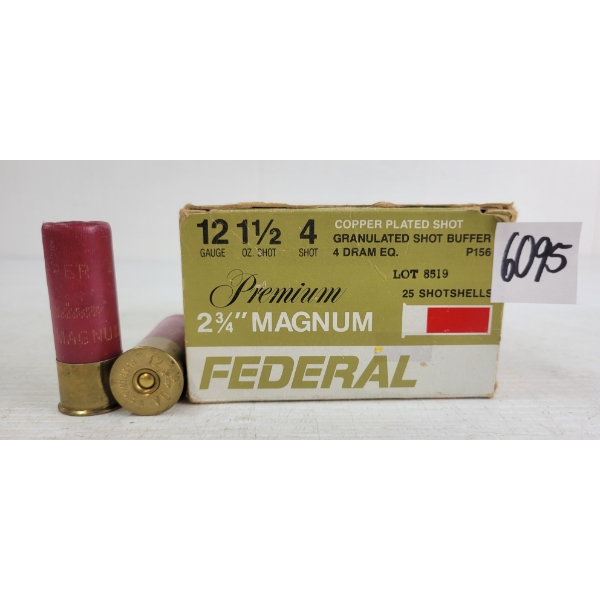 12 1½ 4
GAUGE OZ. SHOT SHOT
COPPER PLATED SHOT
GRANULATED SHOT BUFFER
4 DRAM EQ. P156
LOT 8519
Premium
25 SHOTSHELLS
2¾" MAGNUM
FEDERAL
6095
PER
MAGNUM